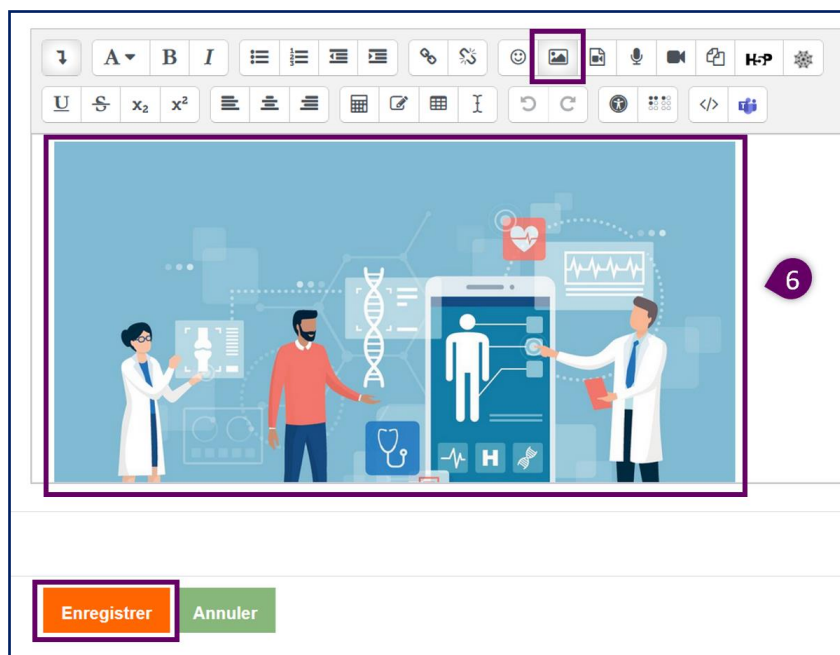 A B I H-P
U S x₂ x² </>
6
H
Enregistrer Annuler